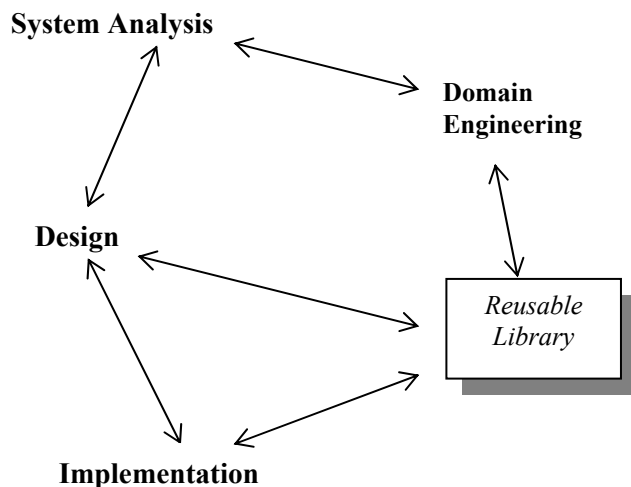 System Analysis
Domain
Engineering
Design
Reusable
Library
Implementation